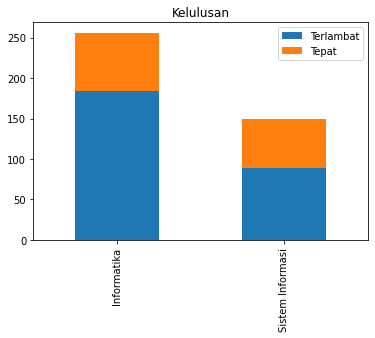 Kelulusan
Terlambat
Tepat
250
200
150
100
50
0
Informatika
Sistem Informasi